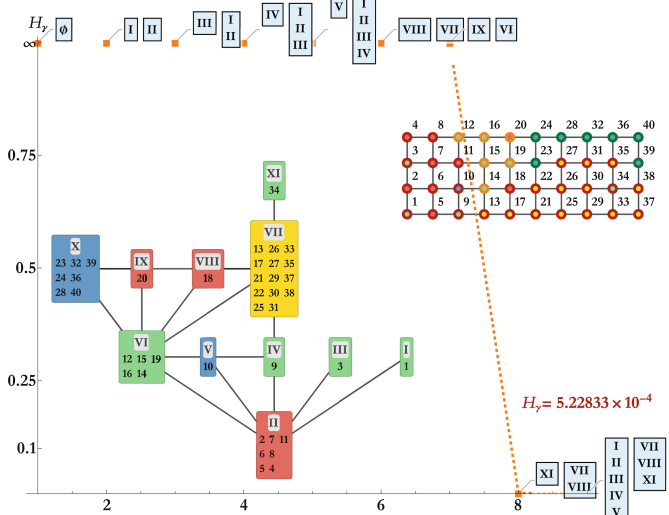 Hγ
∞
ϕ
I II
III
I
II
IV
I
II
III
V
I
II
III
IV
VIII VII IX VI
4 8 12 16 20 24 28 32 36 40
3 7 11 15 19 23 27 31 35 39
2 6 10 14 18 22 26 30 34 38
1 5 9 13 17 21 25 29 33 37
0.75
0.5
0.25
0.1
XI
34
X
23 32 39
24 36
28 40
IX
20
VIII
18
VII
13 26 33
17 27 35
21 29 37
22 30 38
25 31
VI
12 15 19
16 14
V
10
IV
9
III
3
I
1
II
2 7 11
6 8
5 4
Hγ = 5.22833 × 10⁻⁴
XI
VII
VIII
I
II
III
IV
V
VII
VIII
XI
2 4 6 8